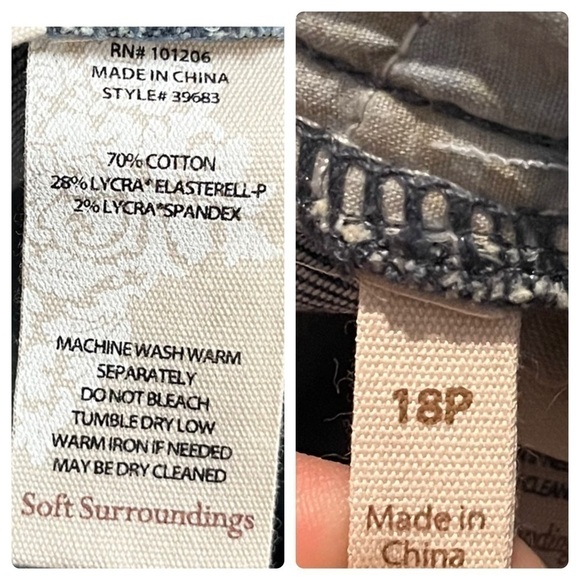 RN# 101206
MADE IN CHINA
STYLE# 39683
70% COTTON
28% LYCRA* ELASTERELL-P
2% LYCRA*SPANDEX
MACHINE WASH WARM
SEPARATELY
DO NOT BLEACH
TUMBLE DRY LOW
WARM IRON IF NEEDED
MAY BE DRY CLEANED
Soft Surroundings
18P
Made in
China